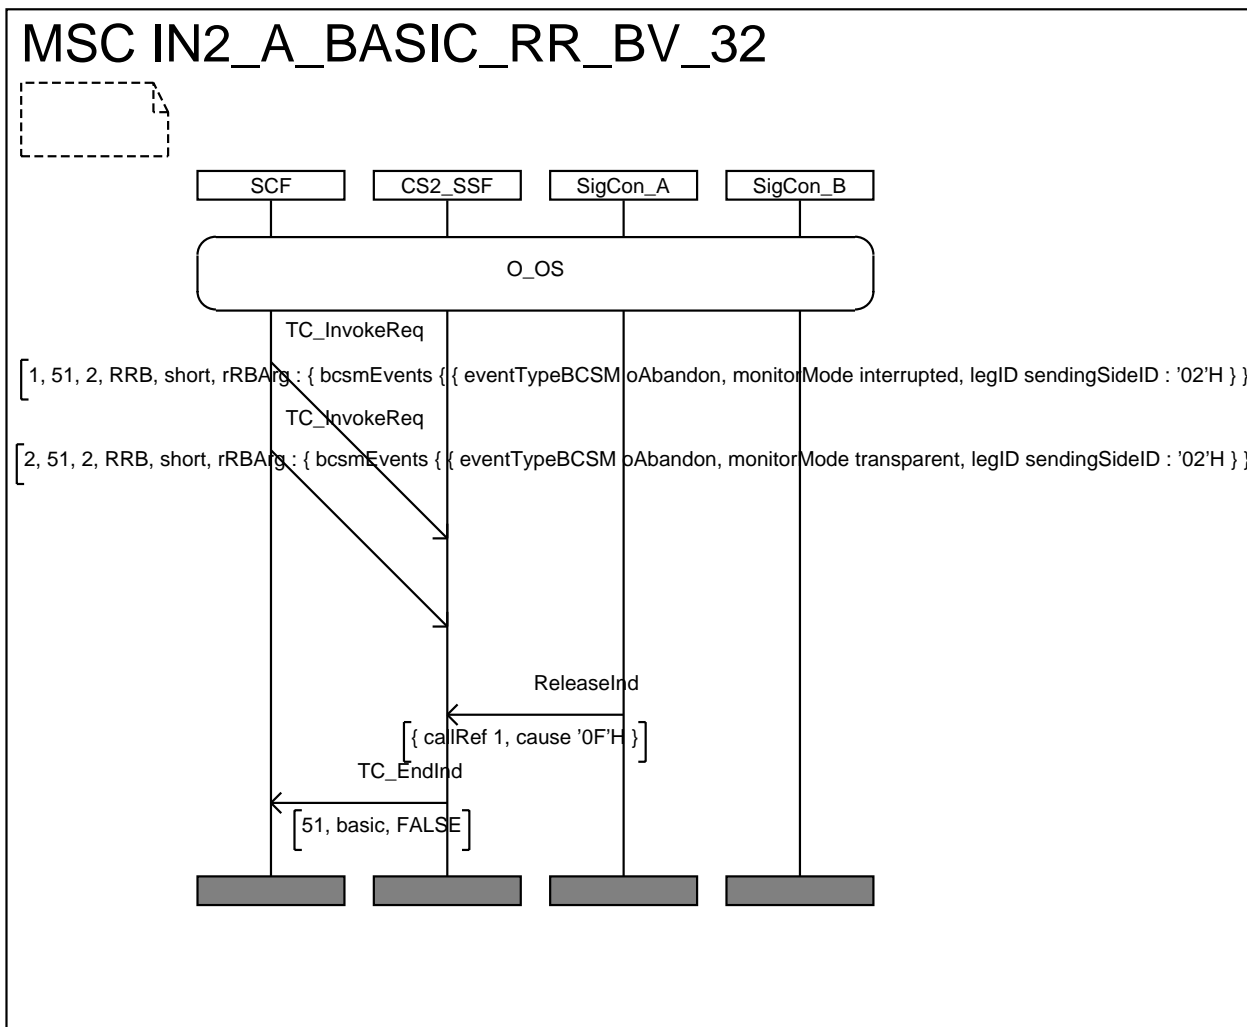 MSC IN2_A_BASIC_RR_BV_32
SCF CS2_SSF SigCon_A SigCon_B
O_OS
TC_InvokeReq
1, 51, 2, RRB, short, rRBArg : { bcsmEvents { { eventTypeBCSM oAbandon, monitorMode interrupted, legID sendingSideID : '02'H } }
TC_InvokeReq
2, 51, 2, RRB, short, rRBArg : { bcsmEvents { { eventTypeBCSM oAbandon, monitorMode transparent, legID sendingSideID : '02'H } }
ReleaseInd
{ callRef 1, cause '0F'H }
TC_EndInd
51, basic, FALSE